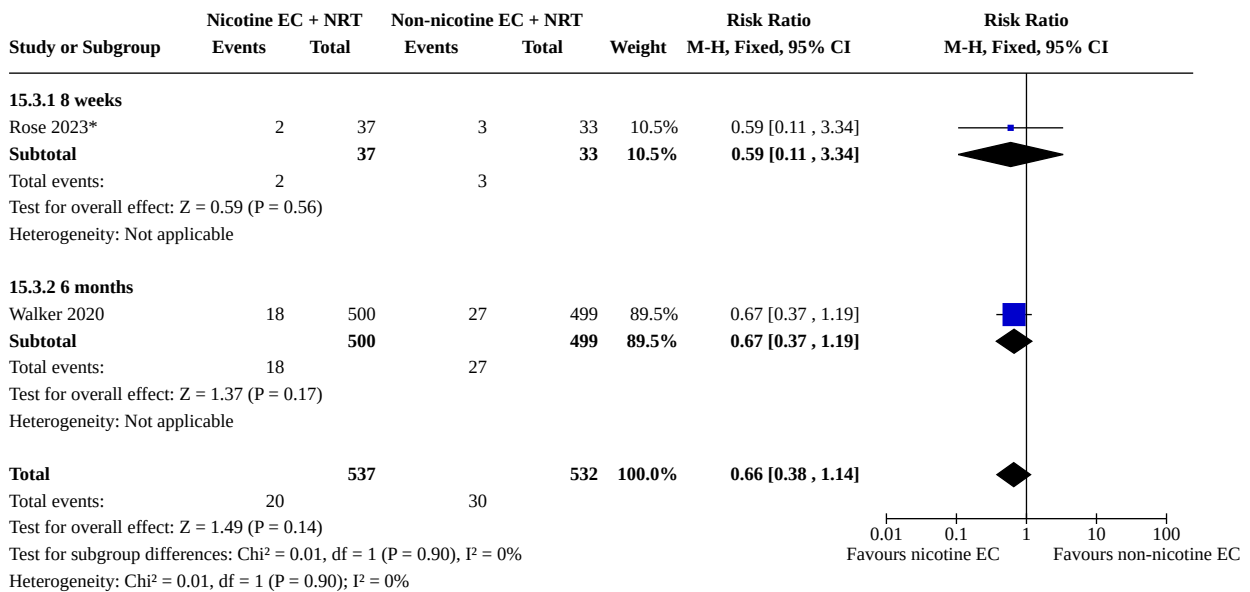 Nicotine EC + NRT Non-nicotine EC + NRT Risk Ratio Risk Ratio
Study or Subgroup Events Total Events Total Weight M-H, Fixed, 95% CI M-H, Fixed, 95% CI
15.3.1 8 weeks
Rose 2023* 2 37 3 33 10.5% 0.59 [0.11 , 3.34]
Subtotal 37 33 10.5% 0.59 [0.11 , 3.34]
Total events: 2 3
Test for overall effect: Z = 0.59 (P = 0.56)
Heterogeneity: Not applicable
15.3.2 6 months
Walker 2020 18 500 27 499 89.5% 0.67 [0.37 , 1.19]
Subtotal 500 499 89.5% 0.67 [0.37 , 1.19]
Total events: 18 27
Test for overall effect: Z = 1.37 (P = 0.17)
Heterogeneity: Not applicable
Total 537 532 100.0% 0.66 [0.38 , 1.14]
Total events: 20 30
Test for overall effect: Z = 1.49 (P = 0.14)
Test for subgroup differences: Chi² = 0.01, df = 1 (P = 0.90), I² = 0%
Heterogeneity: Chi² = 0.01, df = 1 (P = 0.90); I² = 0%
0.01 0.1 1 10 100
Favours nicotine EC Favours non-nicotine EC